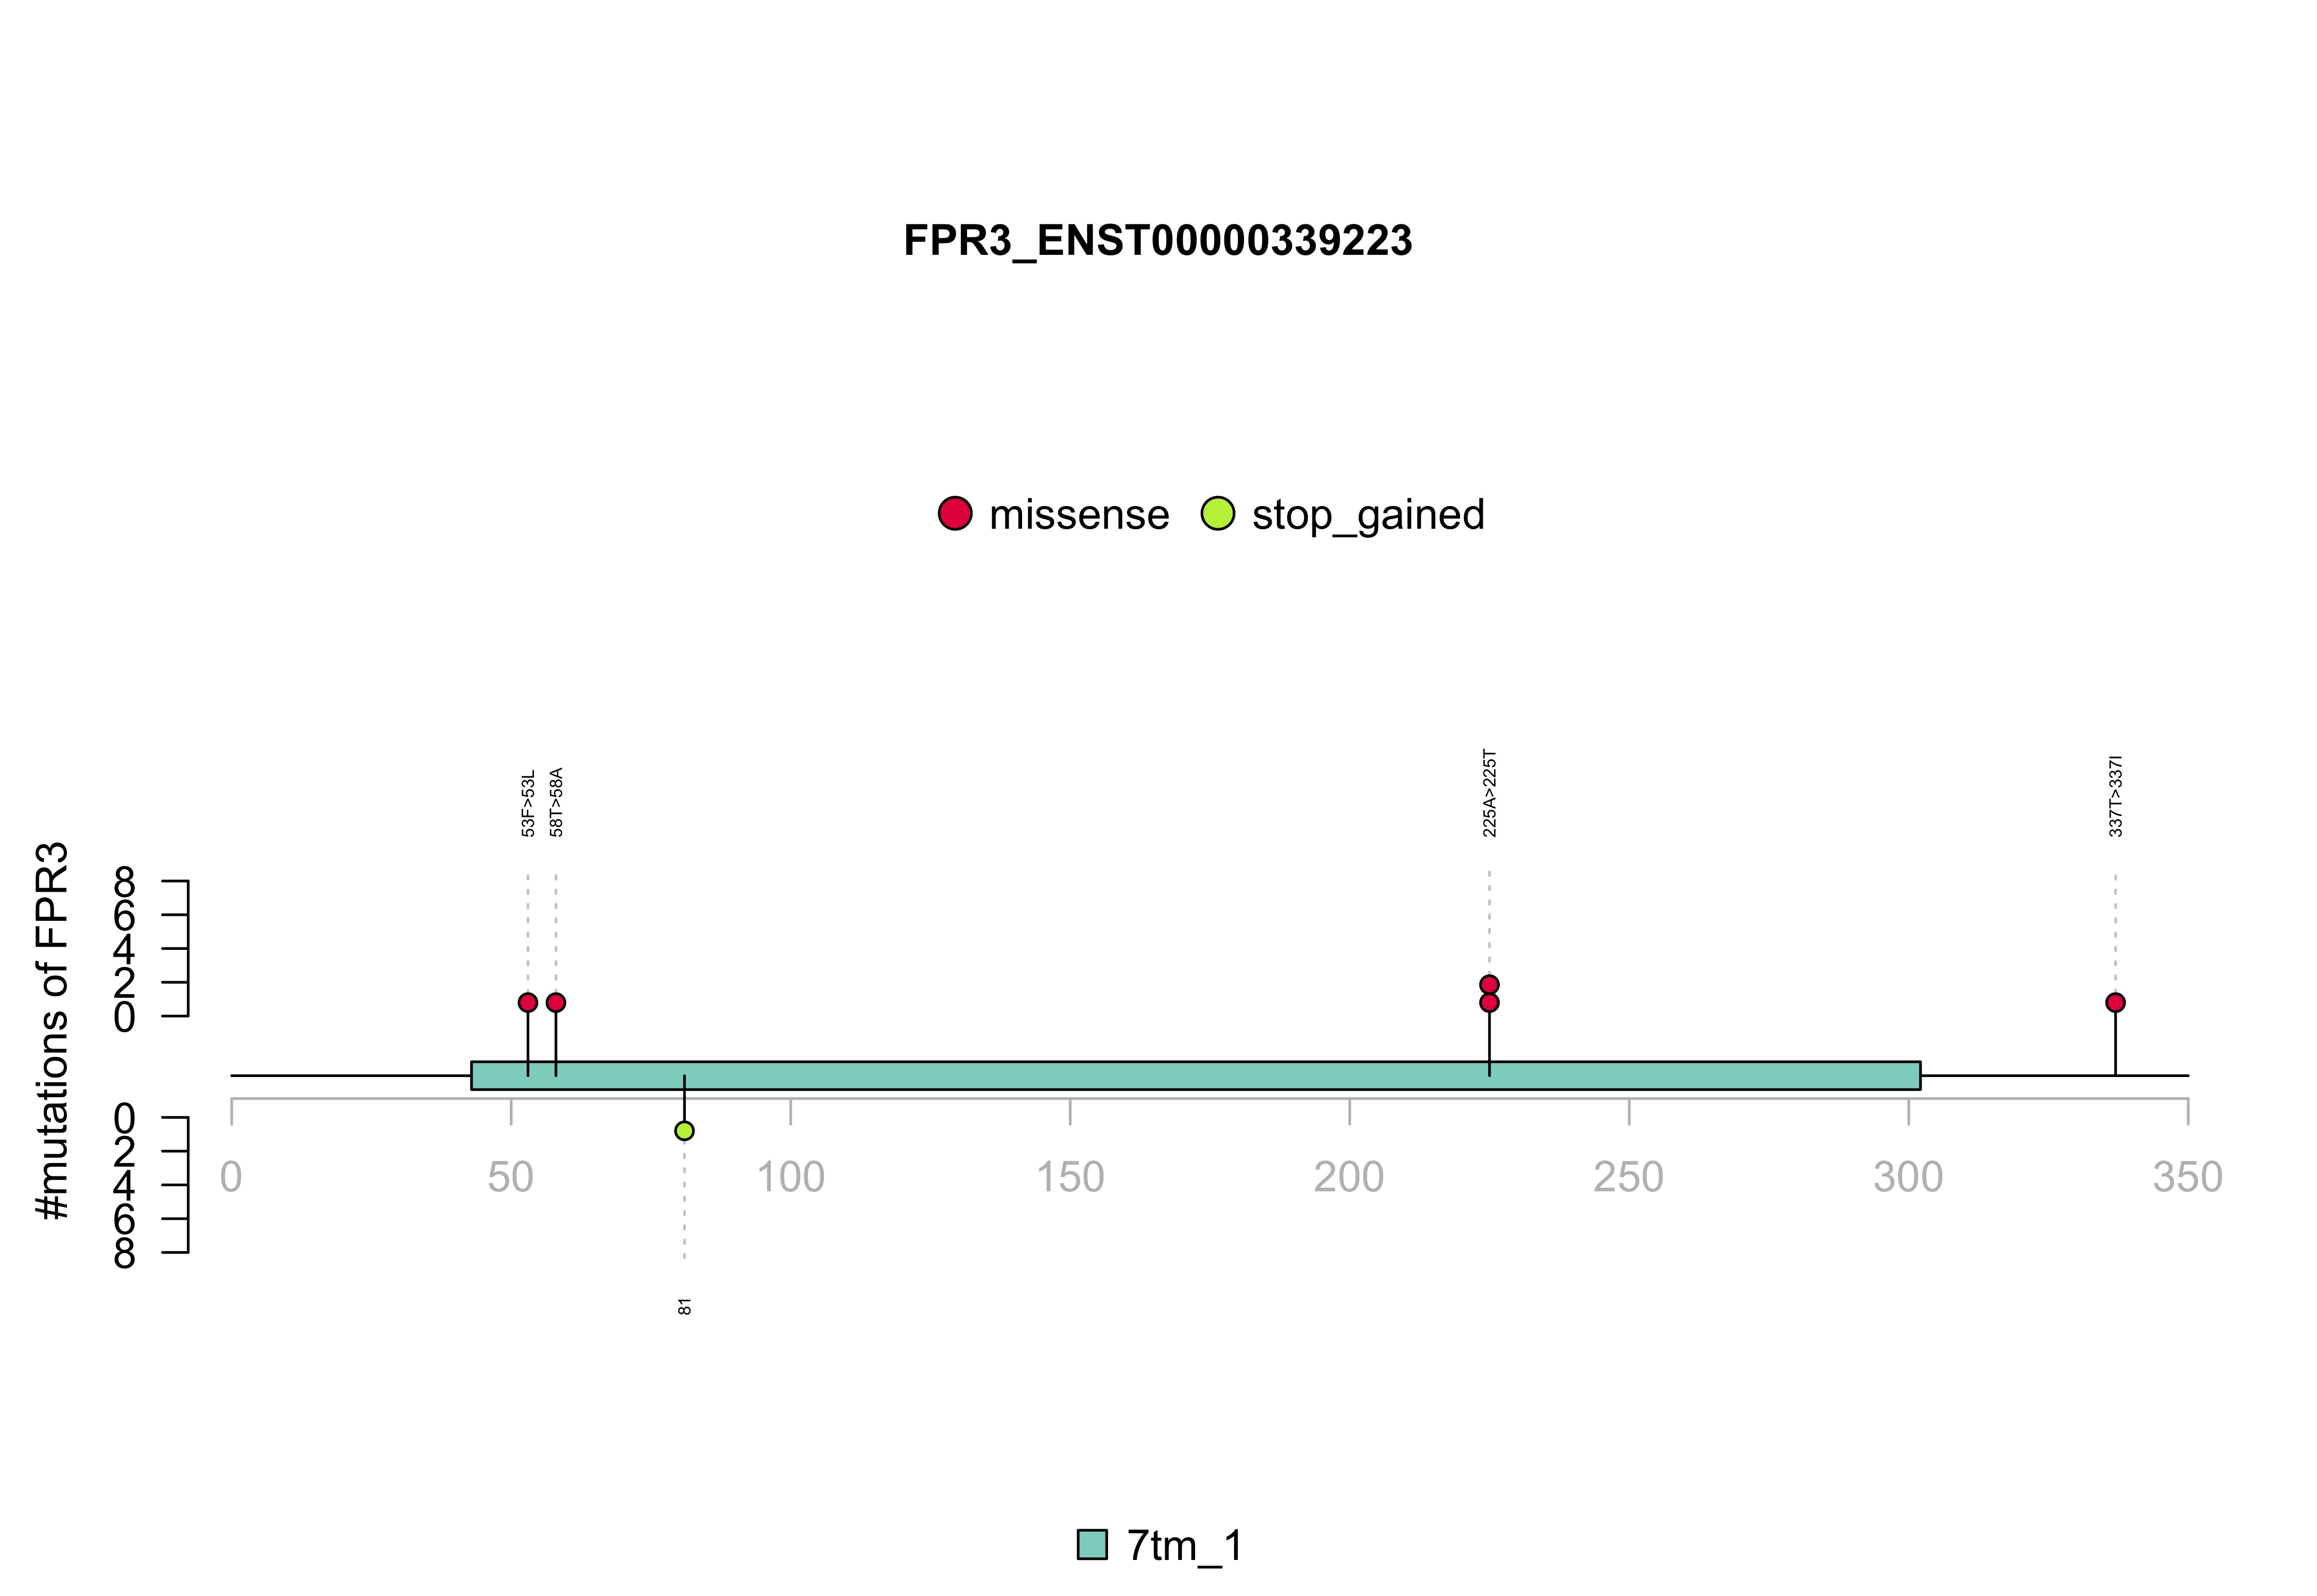 FPR3_ENST00000339223
missense
stop_gained
53F>53L
58T>58A
225A>225T
337T>337I
#mutations of FPR3
8
6
4
2
0
0
2
4
6
8
0
50
100
150
200
250
300
350
81
7tm_1